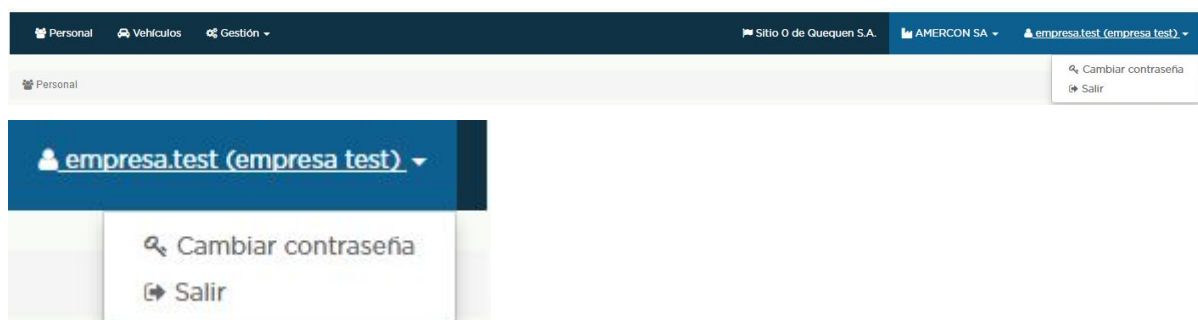 Personal Vehículos Gestión Sitio 0 de Quequen S.A. AMERCON SA empresa.test (empresa test)
Cambiar contraseña
Personal
Salir
empresa.test (empresa test)
Cambiar contraseña
Salir